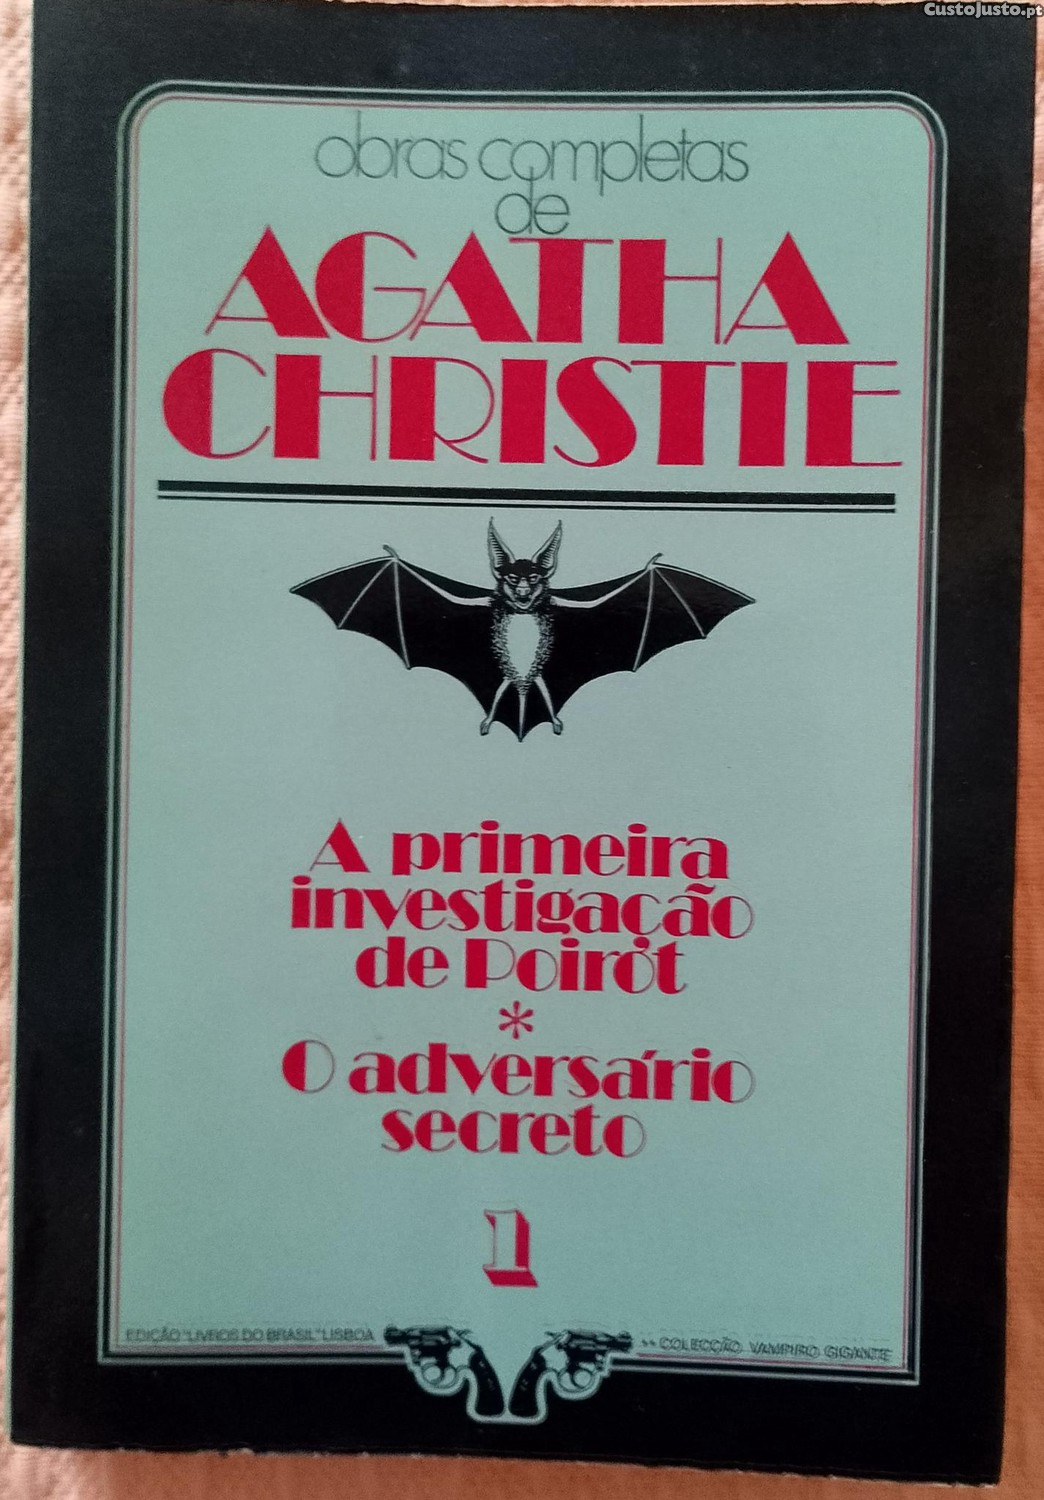 CustoJusto.pt
obras completas
de
AGATHA
CHRISTIE
A primeira
investigação
de Poirot
*
O adversário
secreto
1
EDIÇÃO "LIVROS DO BRASIL" LISBOA
** COLECÇÃO VAMPIRO GIGANTE